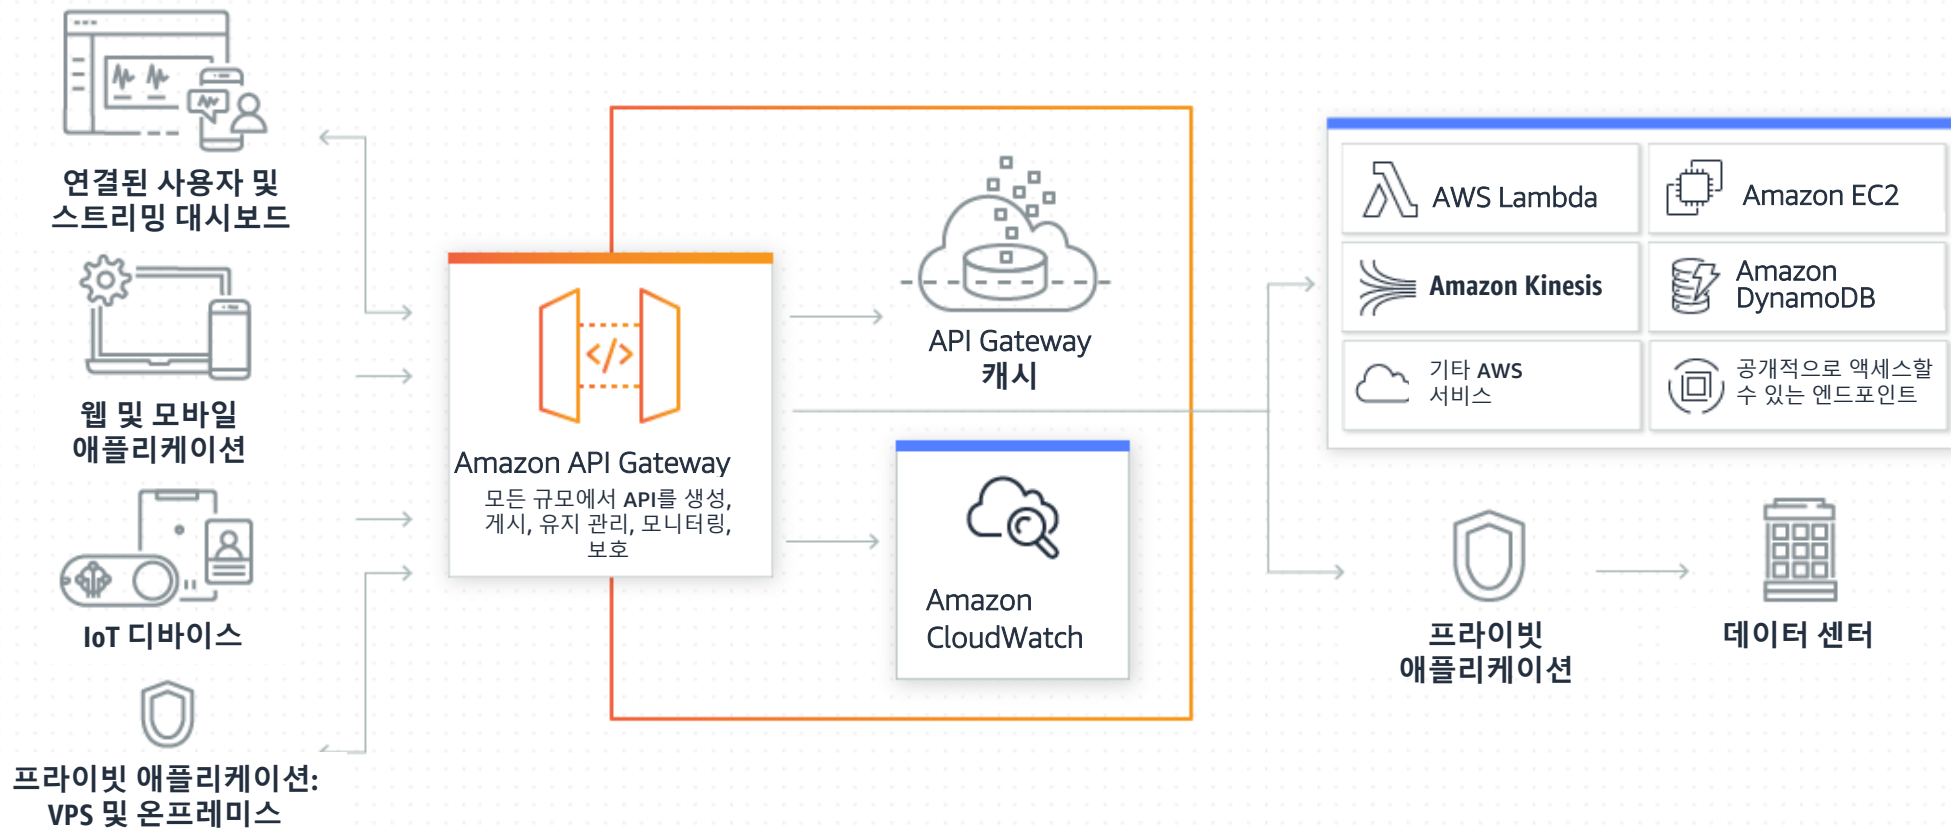 연결된 사용자 및
스트리밍 대시보드
웹 및 모바일
애플리케이션
IoT 디바이스
프라이빗 애플리케이션:
VPS 및 온프레미스
</>
Amazon API Gateway
모든 규모에서 API를 생성,
게시, 유지 관리, 모니터링,
보호
API Gateway
캐시
Amazon
CloudWatch
AWS Lambda
Amazon EC2
Amazon Kinesis
Amazon
DynamoDB
기타 AWS
서비스
공개적으로 액세스할
수 있는 엔드포인트
프라이빗
애플리케이션
데이터 센터